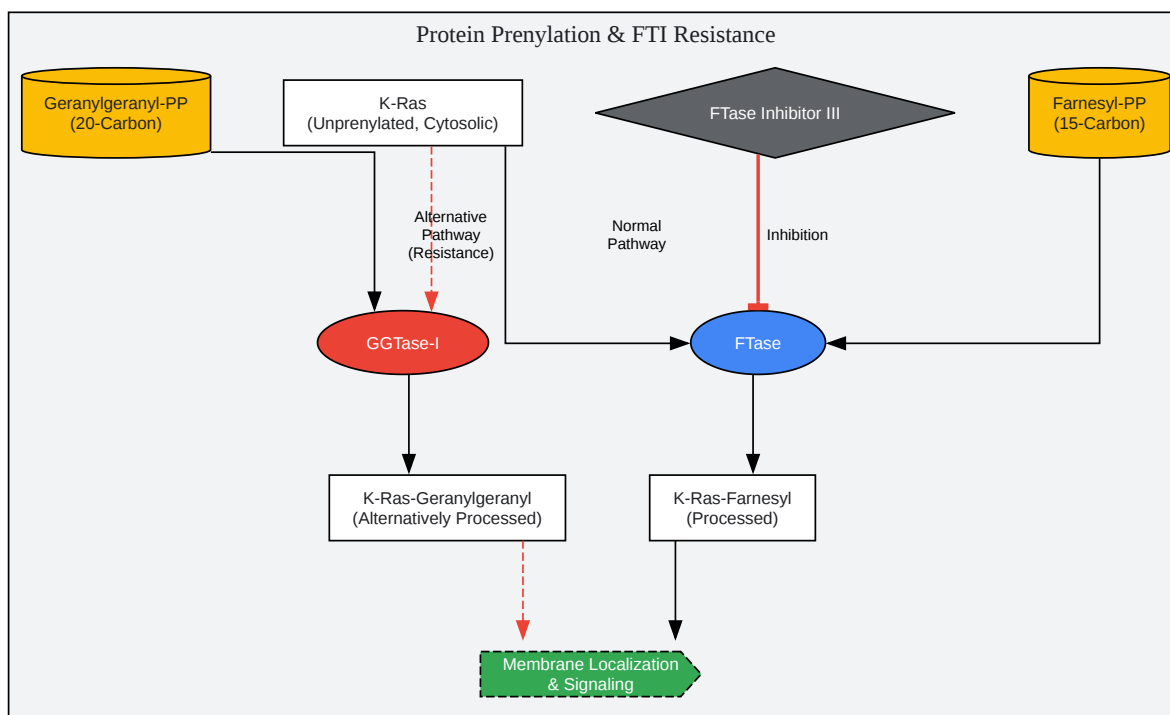 Protein Prenylation & FTI Resistance
Geranylgeranyl-PP
(20-Carbon)
K-Ras
(Unprenylated, Cytosolic)
FTase Inhibitor III
Farnesyl-PP
(15-Carbon)
Alternative
Pathway
(Resistance)
Normal
Pathway
Inhibition
GGTase-I
FTase
K-Ras-Geranylgeranyl
(Alternatively Processed)
K-Ras-Farnesyl
(Processed)
Membrane Localization
& Signaling